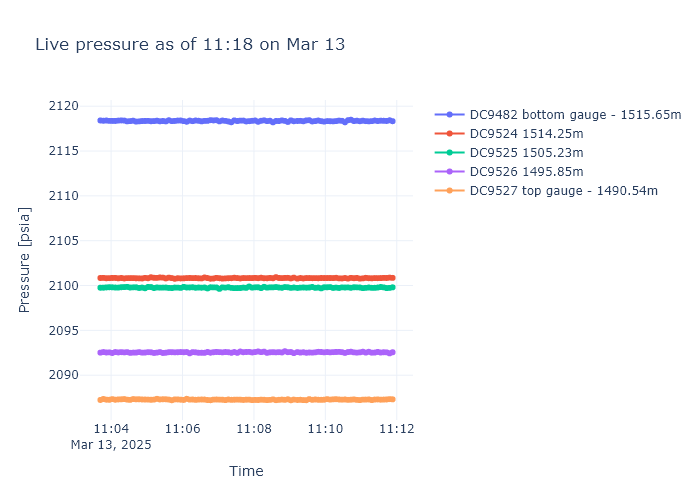 Live pressure as of 11:18 on Mar 13
Pressure [psia]
2120
2115
2110
2105
2100
2095
2090
11:04
11:06
11:08
11:10
11:12
Mar 13, 2025
Time
DC9482 bottom gauge - 1515.65m
DC9524 1514.25m
DC9525 1505.23m
DC9526 1495.85m
DC9527 top gauge - 1490.54m